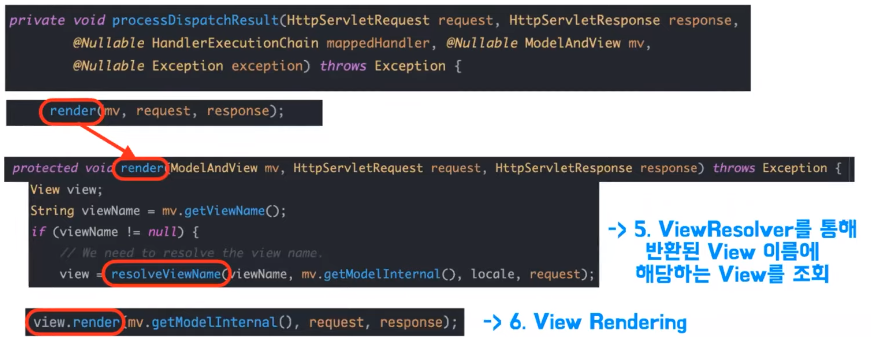 private void processDispatchResult(HttpServletRequest request, HttpServletResponse response,
@Nullable HandlerExecutionChain mappedHandler, @Nullable ModelAndView mv,
@Nullable Exception exception) throws Exception {
render(mv, request, response);
protected void render(ModelAndView mv, HttpServletRequest request, HttpServletResponse response) throws Exception {
View view;
String viewName = mv.getViewName();
if (viewName != null) {
// We need to resolve the view name.
view = resolveViewName(viewName, mv.getModelInternal(), locale, request);
-> 5. ViewResolver를 통해
반환된 View 이름에
해당하는 View를 조회
view.render(mv.getModelInternal(), request, response);
-> 6. View Rendering